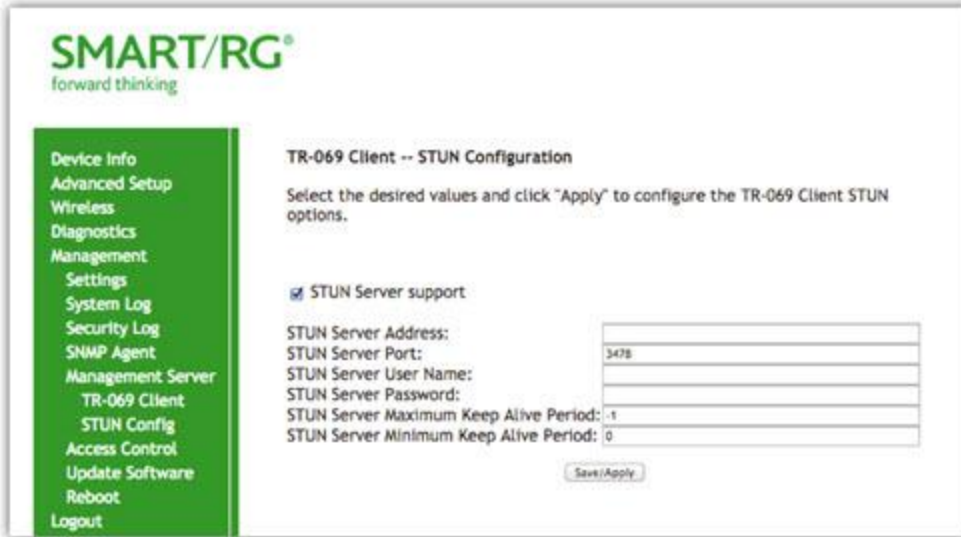 SMART/RG®
forward thinking
Device Info
Advanced Setup
Wireless
Diagnostics
Management
Settings
System Log
Security Log
SNMP Agent
Management Server
TR-069 Client
STUN Config
Access Control
Update Software
Reboot
Logout
TR-069 Client -- STUN Configuration
Select the desired values and click "Apply" to configure the TR-069 Client STUN
options.
STUN Server support
STUN Server Address:
STUN Server Port: 3478
STUN Server User Name:
STUN Server Password:
STUN Server Maximum Keep Alive Period: -1
STUN Server Minimum Keep Alive Period: 0
Save/Apply